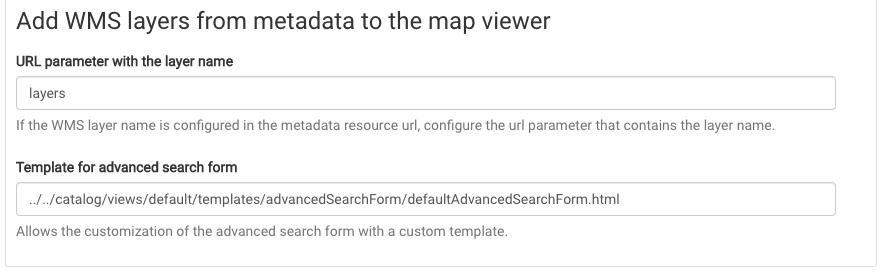 Add WMS layers from metadata to the map viewer
URL parameter with the layer name
layers
If the WMS layer name is configured in the metadata resource url, configure the url parameter that contains the layer name.
Template for advanced search form
../../catalog/views/default/templates/advancedSearchForm/defaultAdvancedSearchForm.html
Allows the customization of the advanced search form with a custom template.